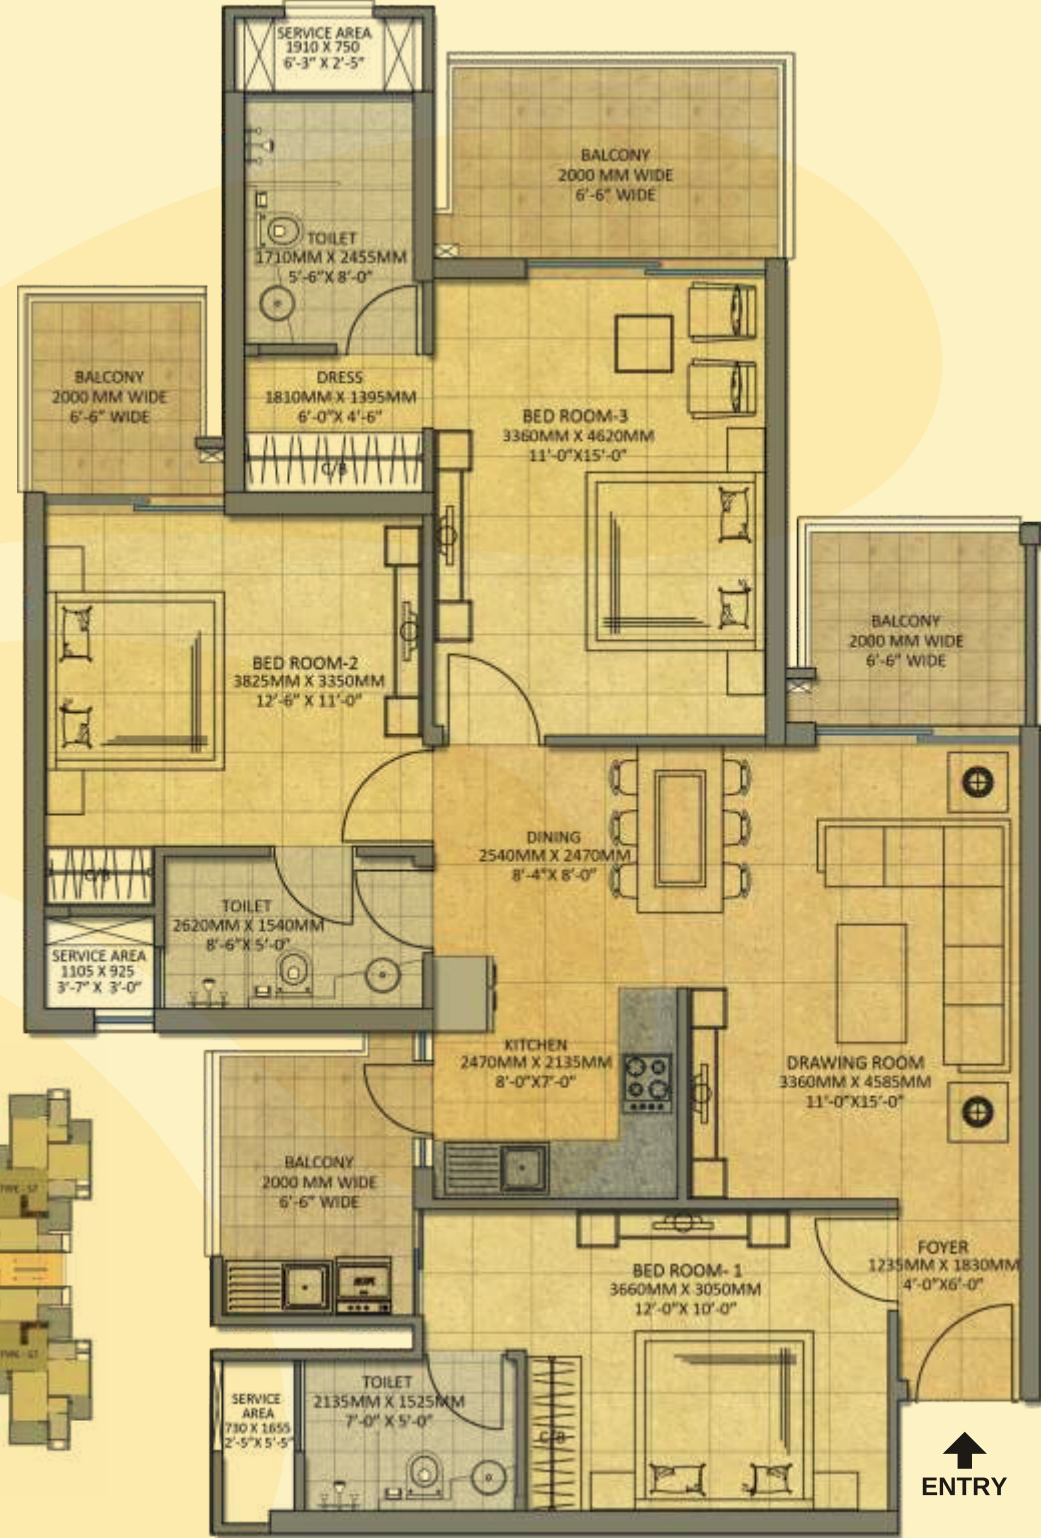 SERVICE AREA
1910 X 750
6'-3" X 2'-5"
BALCONY
2000 MM WIDE
6'-6" WIDE
TOILET
1710MM X 2455MM
5'-6"X 8'-0"
BALCONY
2000 MM WIDE
6'-6" WIDE
DRESS
1810MM X 1395MM
6'-0"X 4'-6"
C/B
BED ROOM-3
3360MM X 4620MM
11'-0"X15'-0"
BALCONY
2000 MM WIDE
6'-6" WIDE
BED ROOM-2
3825MM X 3350MM
12'-6" X 11'-0"
DINING
2540MM X 2470MM
8'-4"X 8'-0"
C/B
TOILET
2620MM X 1540MM
8'-6"X 5'-0"
SERVICE AREA
1105 X 925
3'-7" X 3'-0"
KITCHEN
2470MM X 2135MM
8'-0"X7'-0"
DRAWING ROOM
3360MM X 4585MM
11'-0"X15'-0"
BALCONY
2000 MM WIDE
6'-6" WIDE
FOYER
1235MM X 1830MM
4'-0"X6'-0"
BED ROOM- 1
3660MM X 3050MM
12'-0"X 10'-0"
TOILET
2135MM X 1525MM
7'-0" X 5'-0"
SERVICE
AREA
730 X 1655
2'-5"X 5'-5"
C/B
ENTRY